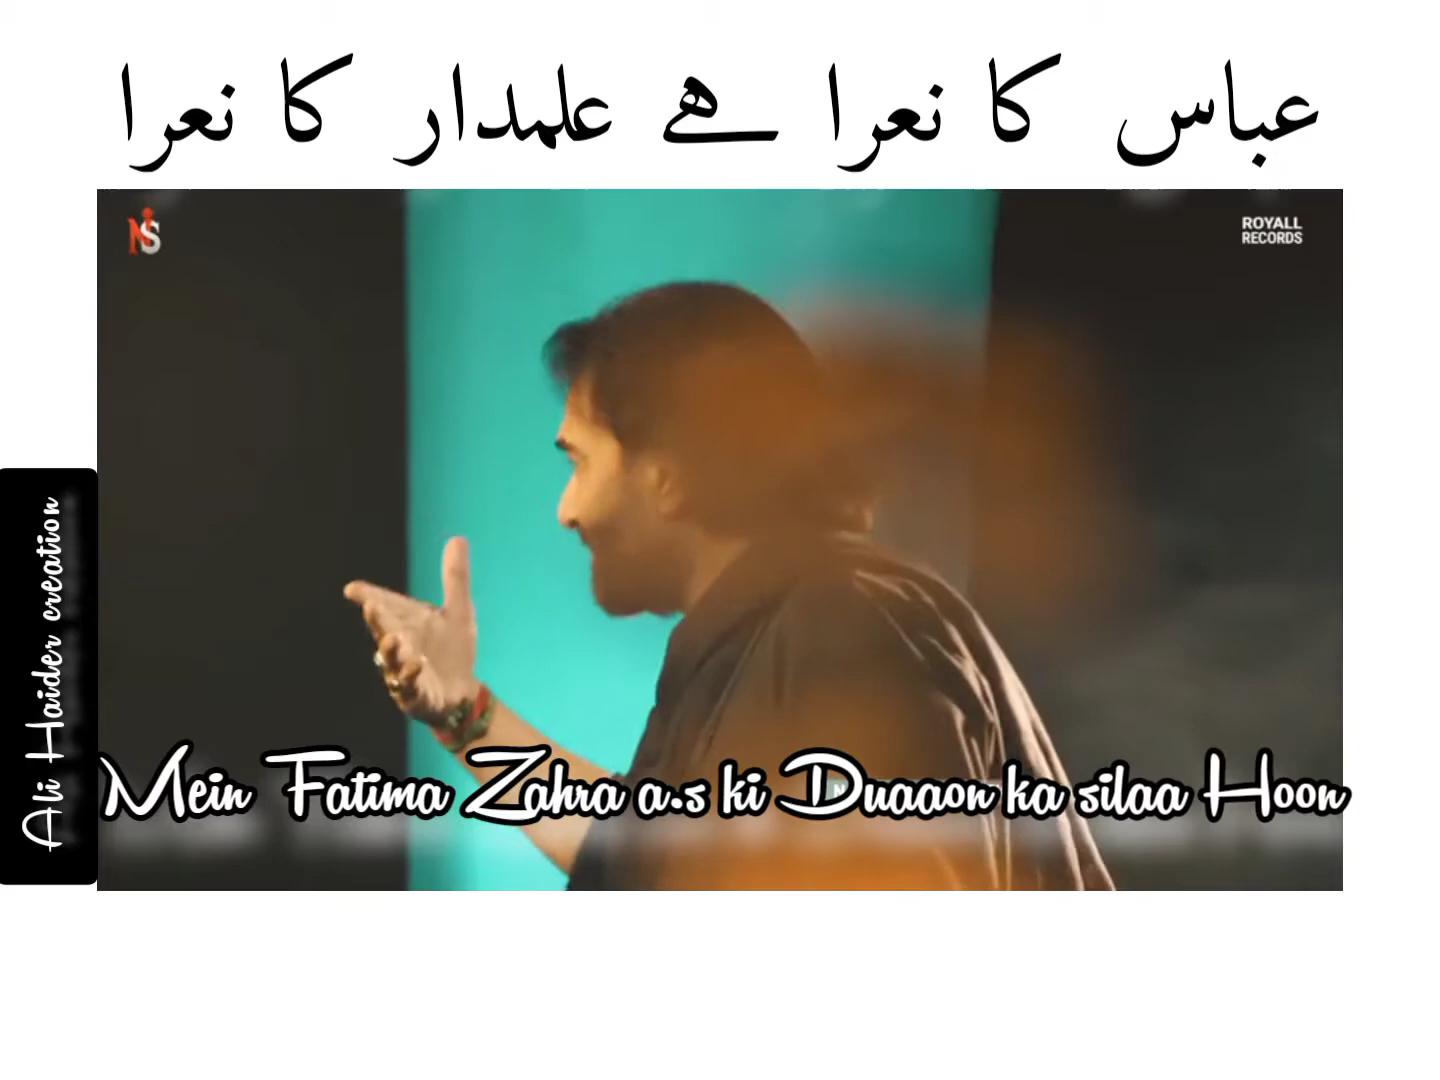 عباس کا نعرا ہے علمدار کا نعرا
NiS
ROYALL
RECORDS
Ali Haider creation
Mein Fatima Zahra a.s ki Duaaon ka silaa Hoon